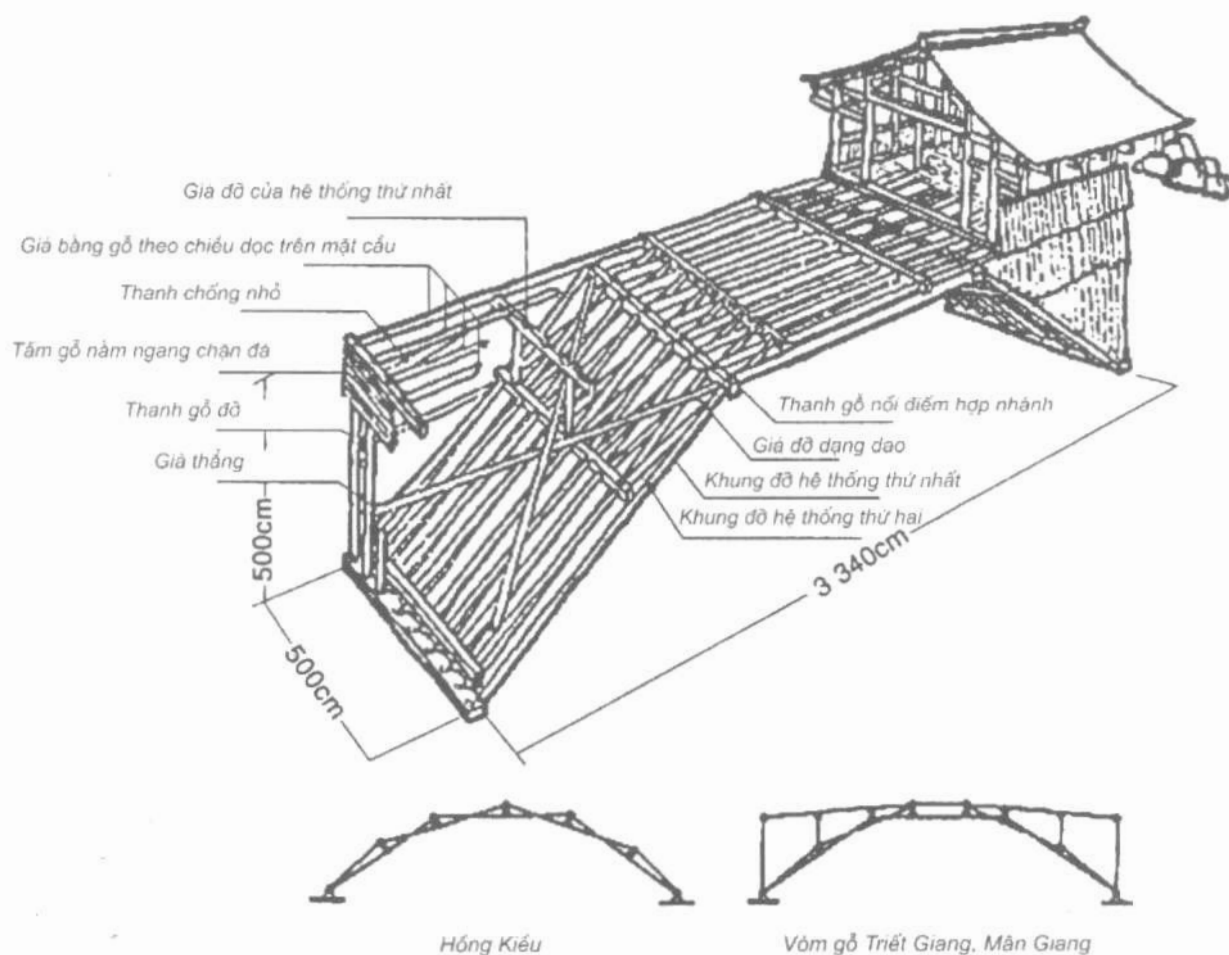 Giá đỡ của hệ thống thứ nhất
Giá bằng gỗ theo chiều dọc trên mặt cầu
Thanh chống nhỏ
Tấm gỗ nằm ngang chân đá
Thanh gỗ đỡ
Giá thẳng
Thanh gỗ nối điểm hợp nhánh
Giá đỡ dạng dao
Khung đỡ hệ thống thứ nhất
Khung đỡ hệ thống thứ hai
500cm
500cm
3 340cm
Hồng Kiều
Vòm gỗ Triết Giang, Mân Giang